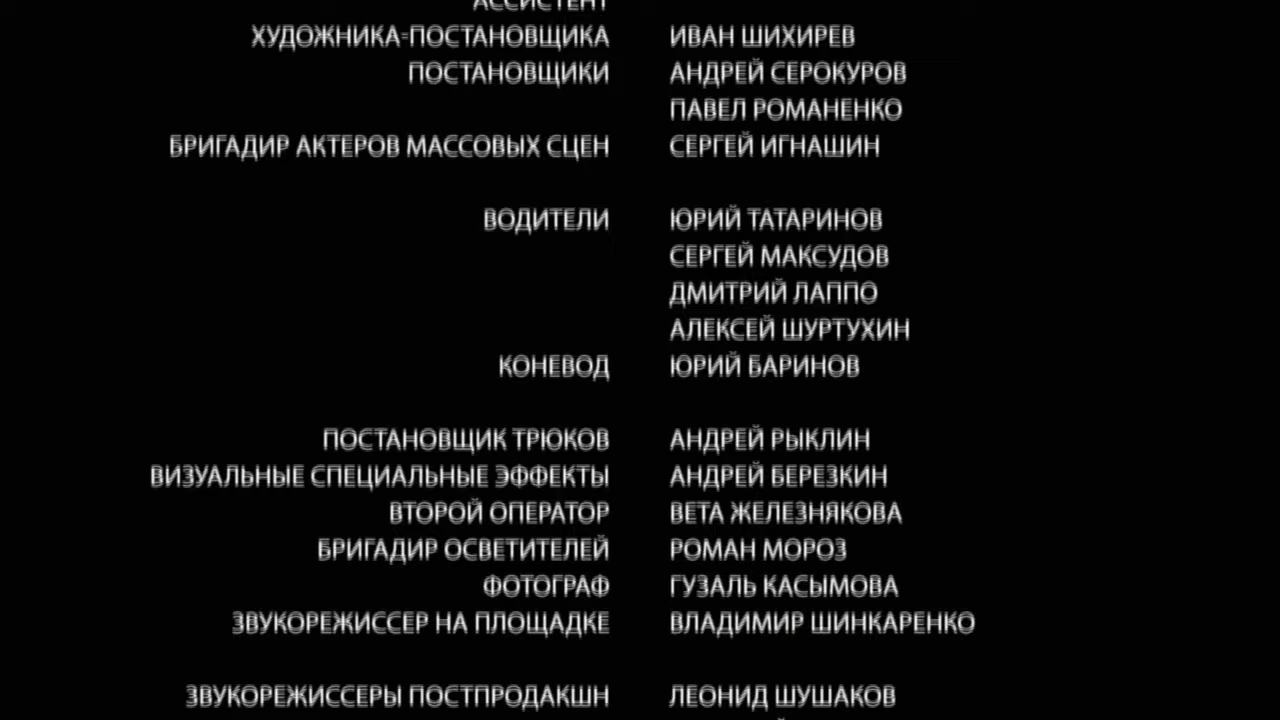 АССИСТЕНТ
ХУДОЖНИКА-ПОСТАНОВЩИКА ИВАН ШИХИРЕВ
ПОСТАНОВЩИКИ АНДРЕЙ СЕРОКУРОВ
ПАВЕЛ РОМАНЕНКО
БРИГАДИР АКТЕРОВ МАССОВЫХ СЦЕН СЕРГЕЙ ИГНАШИН
ВОДИТЕЛИ ЮРИЙ ТАТАРИНОВ
СЕРГЕЙ МАКСУДОВ
ДМИТРИЙ ЛАППО
АЛЕКСЕЙ ШУРТУХИН
КОНЕВОД ЮРИЙ БАРИНОВ
ПОСТАНОВЩИК ТРЮКОВ АНДРЕЙ РЫКЛИН
ВИЗУАЛЬНЫЕ СПЕЦИАЛЬНЫЕ ЭФФЕКТЫ АНДРЕЙ БЕРЕЗКИН
ВТОРОЙ ОПЕРАТОР ВЕТА ЖЕЛЕЗНЯКОВА
БРИГАДИР ОСВЕТИТЕЛЕЙ РОМАН МОРОЗ
ФОТОГРАФ ГУЗАЛЬ КАСЫМОВА
ЗВУКОРЕЖИССЕР НА ПЛОЩАДКЕ ВЛАДИМИР ШИНКАРЕНКО
ЗВУКОРЕЖИССЕРЫ ПОСТПРОДАКШН ЛЕОНИД ШУШАКОВ